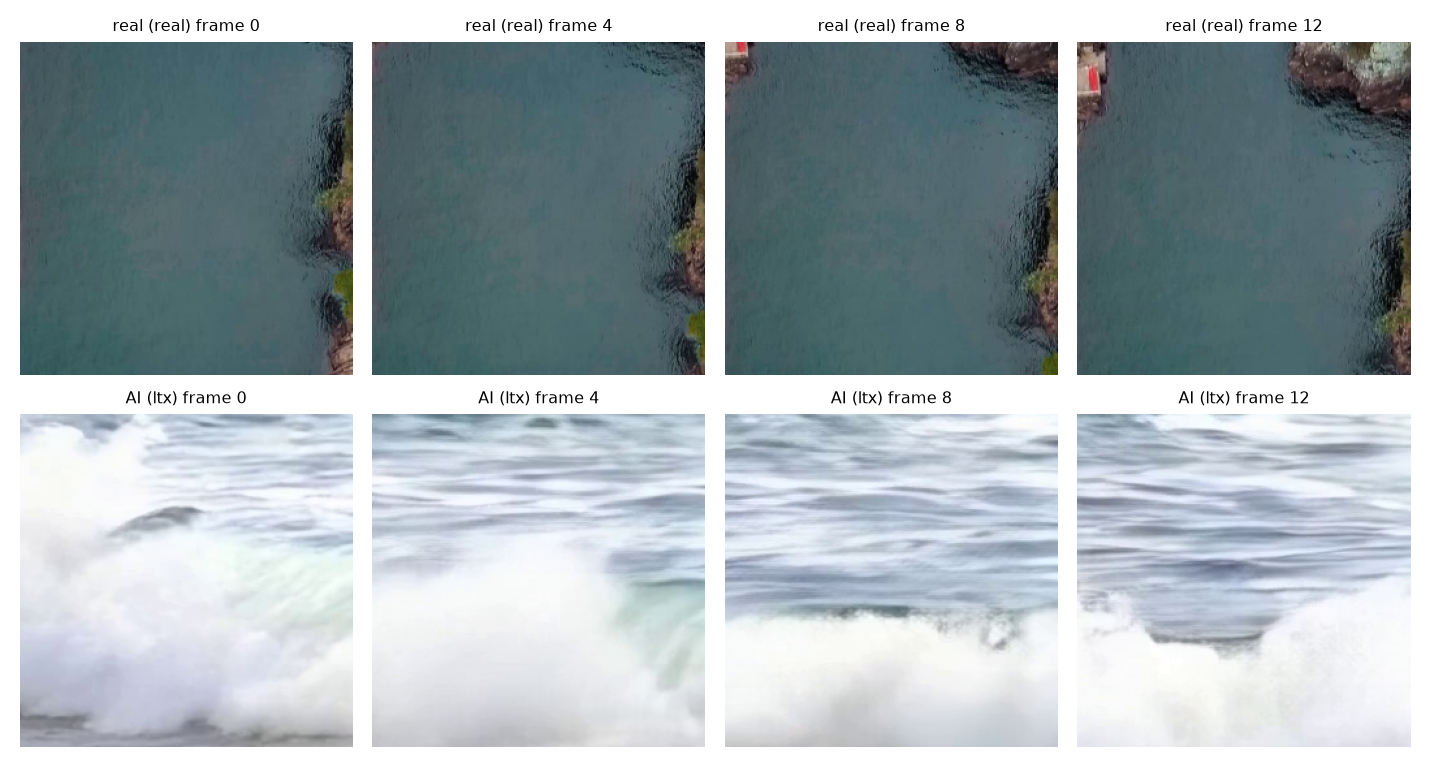 real (real) frame 0
real (real) frame 4
real (real) frame 8
real (real) frame 12
AI (ltx) frame 0
AI (ltx) frame 4
AI (ltx) frame 8
AI (ltx) frame 12